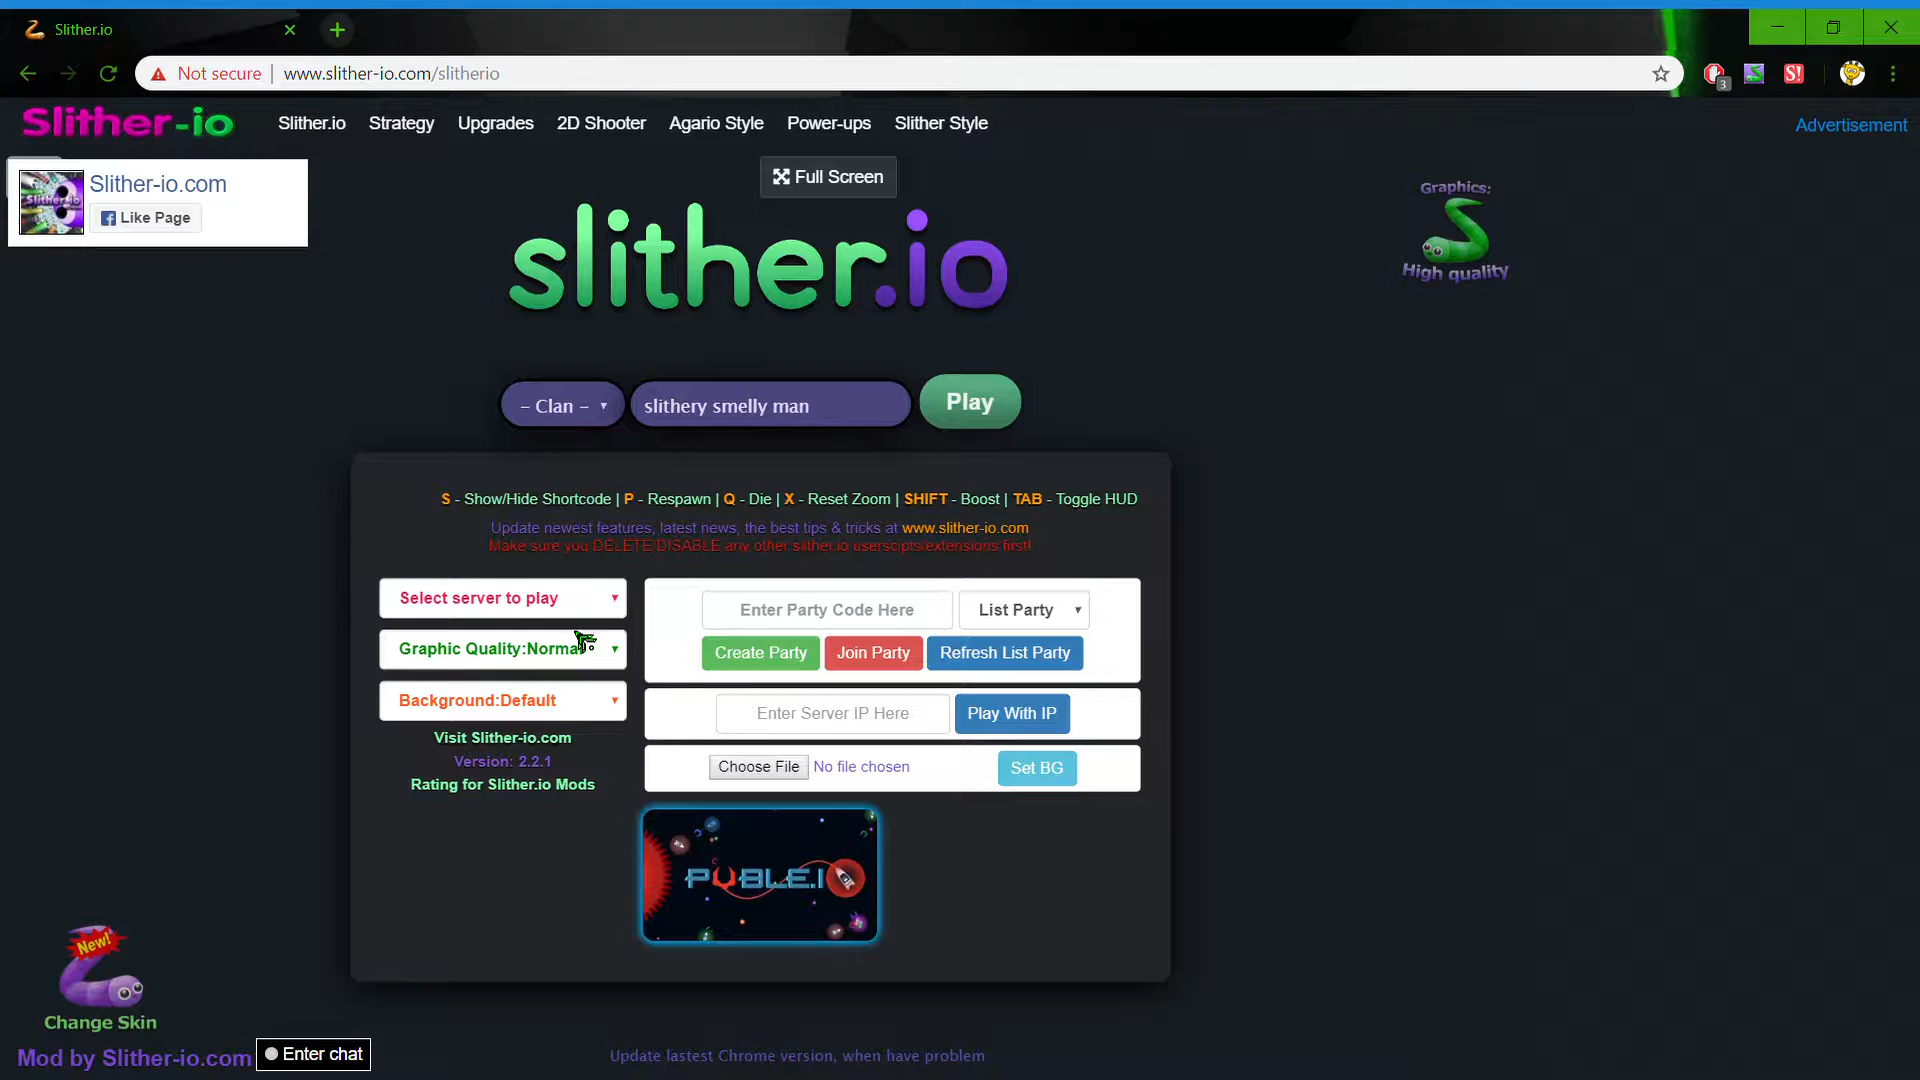 Slither.io
Not secure | www.slither-io.com/slitherio
3
S!
Slither-io
Slither.io Strategy Upgrades 2D Shooter Agario Style Power-ups Slither Style
Advertisement
Slither-io.com
Like Page
Slither.io
Full Screen
Graphics:
High quality
slither.io
– Clan –
slithery smelly man
Play
S - Show/Hide Shortcode | P - Respawn | Q - Die | X - Reset Zoom | SHIFT - Boost | TAB - Toggle HUD
Update newest features, latest news, the best tips & tricks at www.slither-io.com
Make sure you DELETE/DISABLE any other slither.io userscipts/extensions first!
Select server to play
Graphic Quality:Normal
Background:Default
Visit Slither-io.com
Version: 2.2.1
Rating for Slither.io Mods
Enter Party Code Here
List Party
Create Party
Join Party
Refresh List Party
Enter Server IP Here
Play With IP
Choose File No file chosen
Set BG
PUBLE.IO
New!
Change Skin
Mod by Slither-io.com
Enter chat
Update lastest Chrome version, when have problem